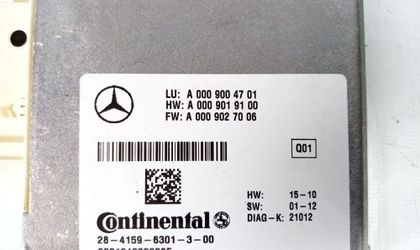 LU: A 000 900 47 01
HW: A 000 901 91 00
FW: A 000 902 70 06
Q01
HW: 15-10
SW: 01-12
DIAG-K: 21012
Continental
28-4159-6301-3-00